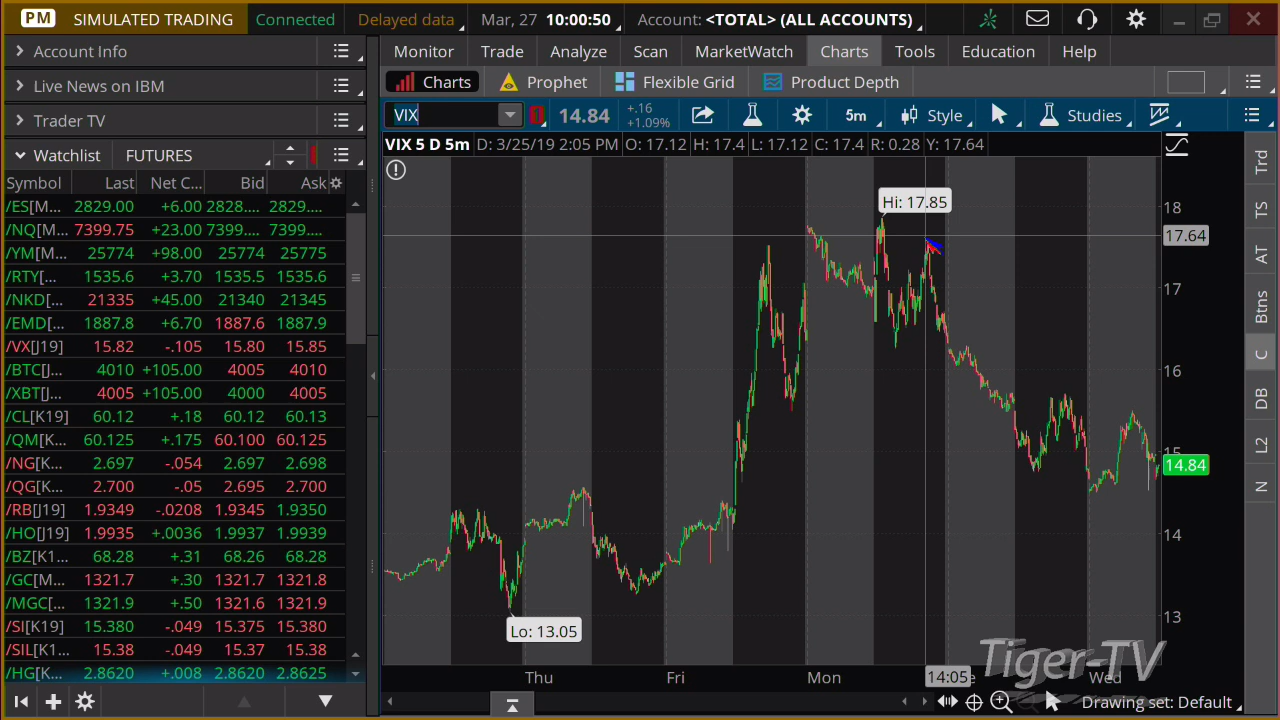 PM SIMULATED TRADING Connected Delayed data Mar, 27 10:00:50 Account: <TOTAL> (ALL ACCOUNTS)
Account Info
Live News on IBM
Trader TV
Watchlist FUTURES
Symbol Last Net C... Bid Ask
/ES[M... 2829.00 +6.00 2828.... 2829....
/NQ[M... 7399.75 +23.00 7399.... 7399....
/YM[M... 25774 +98.00 25774 25775
/RTY[... 1535.6 +3.70 1535.5 1535.6
/NKD[... 21335 +45.00 21340 21345
/EMD[... 1887.8 +6.70 1887.6 1887.9
/VX[J19] 15.82 -.105 15.80 15.85
/BTC[J... 4010 +105.00 4005 4010
/XBT[J... 4005 +105.00 4000 4005
/CL[K19] 60.12 +.18 60.12 60.13
/QM[K... 60.125 +.175 60.100 60.125
/NG[K... 2.697 -.054 2.697 2.698
/QG[K... 2.700 -.05 2.695 2.700
/RB[J19] 1.9349 -.0208 1.9345 1.9350
/HO[J19] 1.9935 +.0036 1.9937 1.9939
/BZ[K1... 68.28 +.31 68.26 68.28
/GC[M... 1321.7 +.30 1321.6 1321.8
/MGC[... 1321.9 +.50 1321.6 1321.9
/SI[K19] 15.380 -.049 15.375 15.380
/SIL[K... 15.38 -.049 15.37 15.38
/HG[K... 2.8620 +.008 2.8620 2.8625
Monitor Trade Analyze Scan MarketWatch Charts Tools Education Help
Charts Prophet Flexible Grid Product Depth
VIX 14.84 +.16 +1.09% 5m Style Studies
VIX 5 D 5m D: 3/25/19 2:05 PM O: 17.12 H: 17.4 L: 17.12 C: 17.4 R: 0.28 Y: 17.64
Hi: 17.85
18
17.64
17
16
15
14.84
14
13
Lo: 13.05
Thu Fri Mon 14:05 e Wed
Tiger-TV
Drawing set: Default
Trd
TS
AT
Btns
C
DB
L2
N